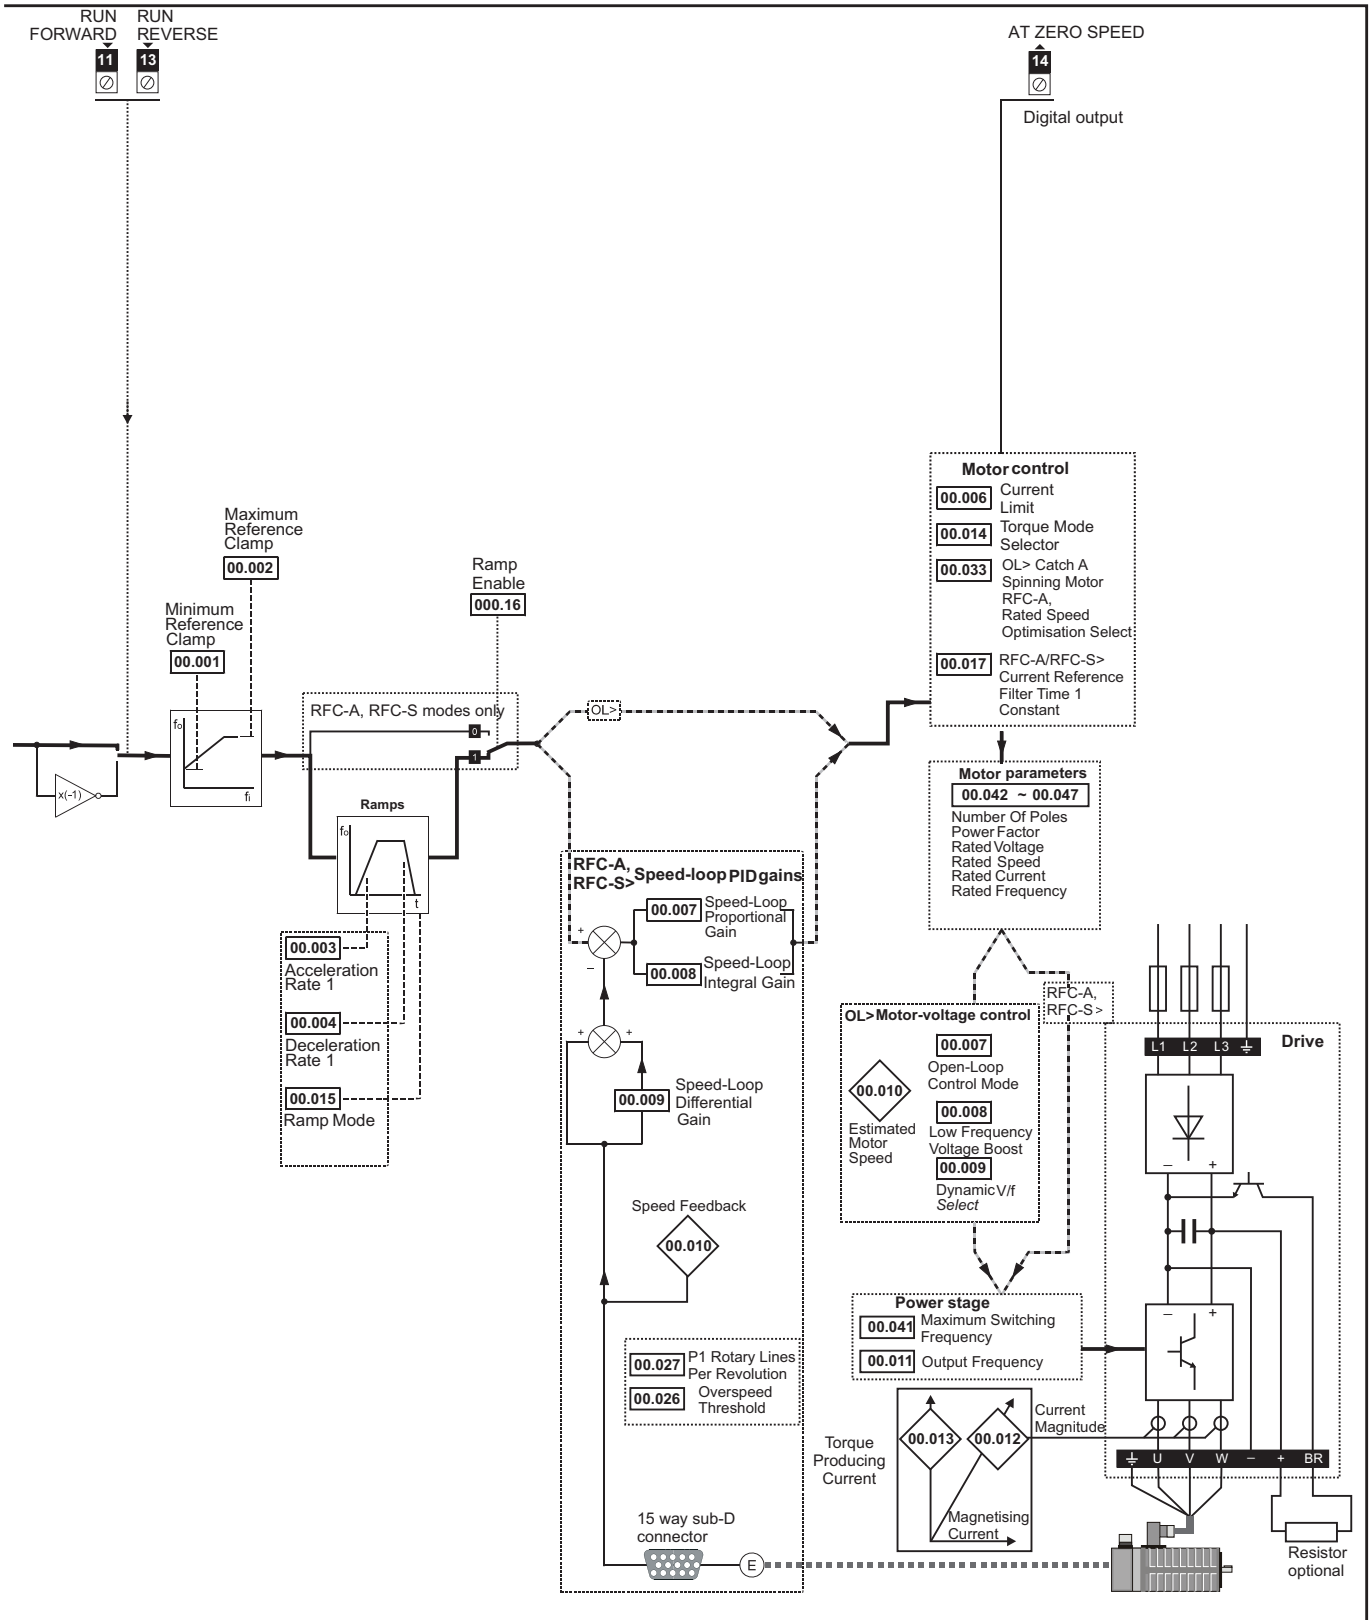 RUN
FORWARD
RUN
REVERSE
11
13
AT ZERO SPEED
14
Digital output
Maximum
Reference
Clamp
00.002
Minimum
Reference
Clamp
00.001
fo
fi
x(-1)
Ramp
Enable
000.16
RFC-A, RFC-S modes only
0
1
Ramps
fo
t
00.003
Acceleration
Rate 1
00.004
Deceleration
Rate 1
00.015
Ramp Mode
OL>
RFC-A,
RFC-S>
Speed-loop PID gains
00.007
Speed-Loop
Proportional
Gain
00.008
Speed-Loop
Integral Gain
+
–
+
+
00.009
Speed-Loop
Differential
Gain
Speed Feedback
00.010
00.027
P1 Rotary Lines
Per Revolution
00.026
Overspeed
Threshold
15 way sub-D
connector
E
Motor control
00.006
Current
Limit
00.014
Torque Mode
Selector
00.033
OL> Catch A
Spinning Motor
RFC-A,
Rated Speed
Optimisation Select
00.017
RFC-A/RFC-S>
Current Reference
Filter Time 1
Constant
Motor parameters
00.042 ~ 00.047
Number Of Poles
Power Factor
Rated Voltage
Rated Speed
Rated Current
Rated Frequency
RFC-A,
RFC-S >
OL> Motor-voltage control
00.007
Open-Loop
Control Mode
00.010
Estimated
Motor
Speed
00.008
Low Frequency
Voltage Boost
00.009
Dynamic V/f
Select
Power stage
00.041
Maximum Switching
Frequency
00.011
Output Frequency
Torque
Producing
Current
00.013
00.012
Current
Magnitude
Magnetising
Current
Drive
L1 L2 L3
– +
– +
U V W – + BR
Resistor
optional